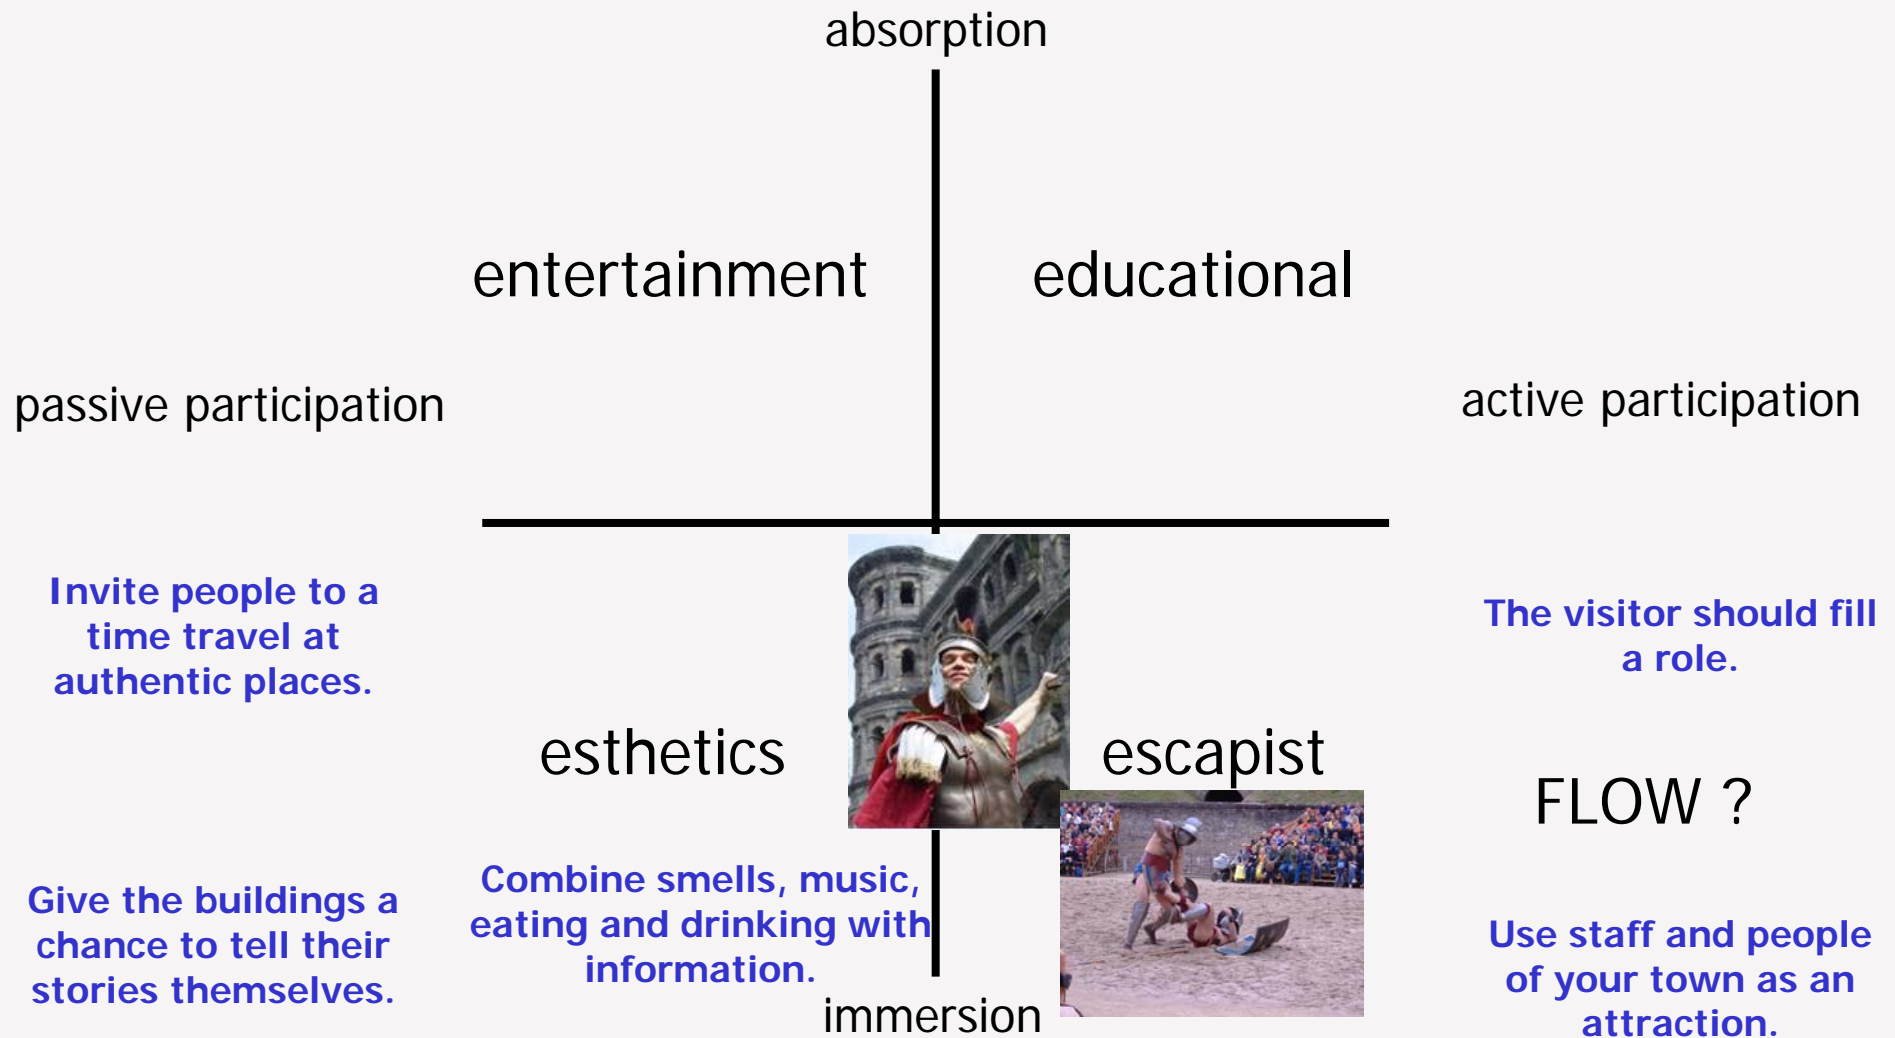 absorption
entertainment
educational
passive participation
active participation
Invite people to a
time travel at
authentic places.
The visitor should fill
a role.
esthetics
escapist
FLOW ?
Give the buildings a
chance to tell their
stories themselves.
Combine smells, music,
eating and drinking with
information.
Use staff and people
of your town as an
attraction.
immersion